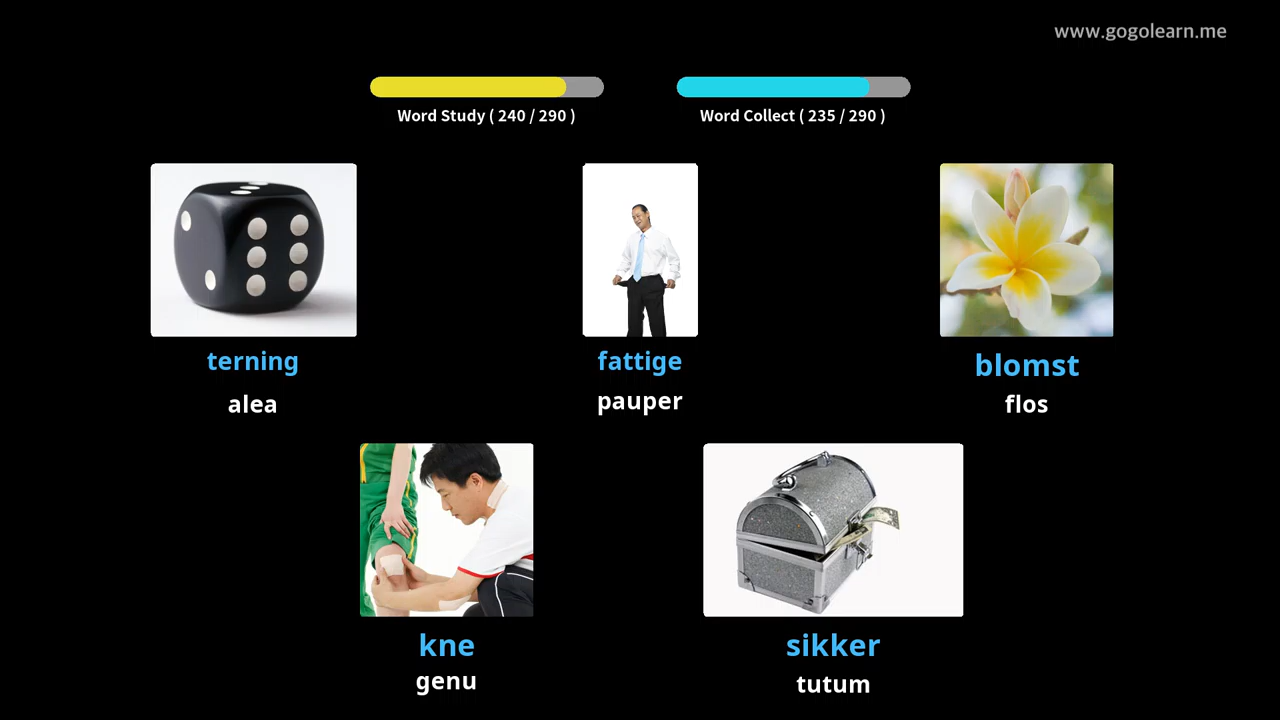 www.gogolearn.me
Word Study ( 240 / 290 )
Word Collect ( 235 / 290 )
terning
alea
fattige
pauper
blomst
flos
kne
genu
sikker
tutum